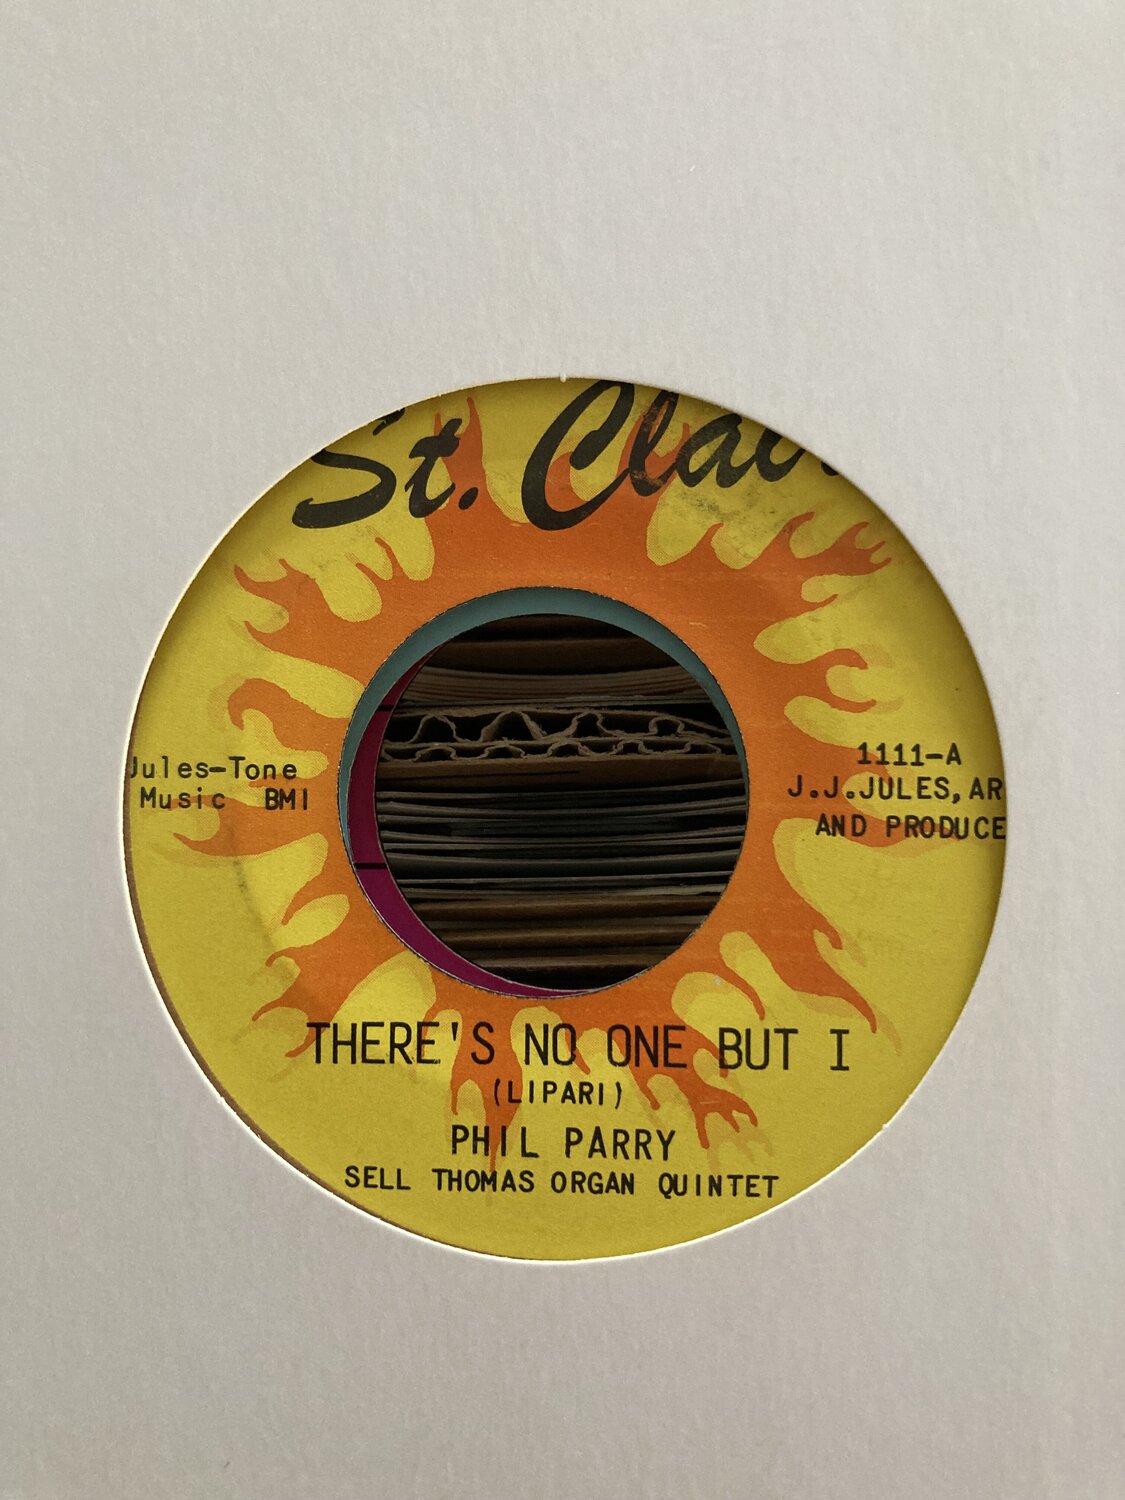 St. Clair
Jules-Tone
Music BMI
1111-A
J.J.JULES, AR
AND PRODUCE
THERE'S NO ONE BUT I
(LIPARI)
PHIL PARRY
SELL THOMAS ORGAN QUINTET